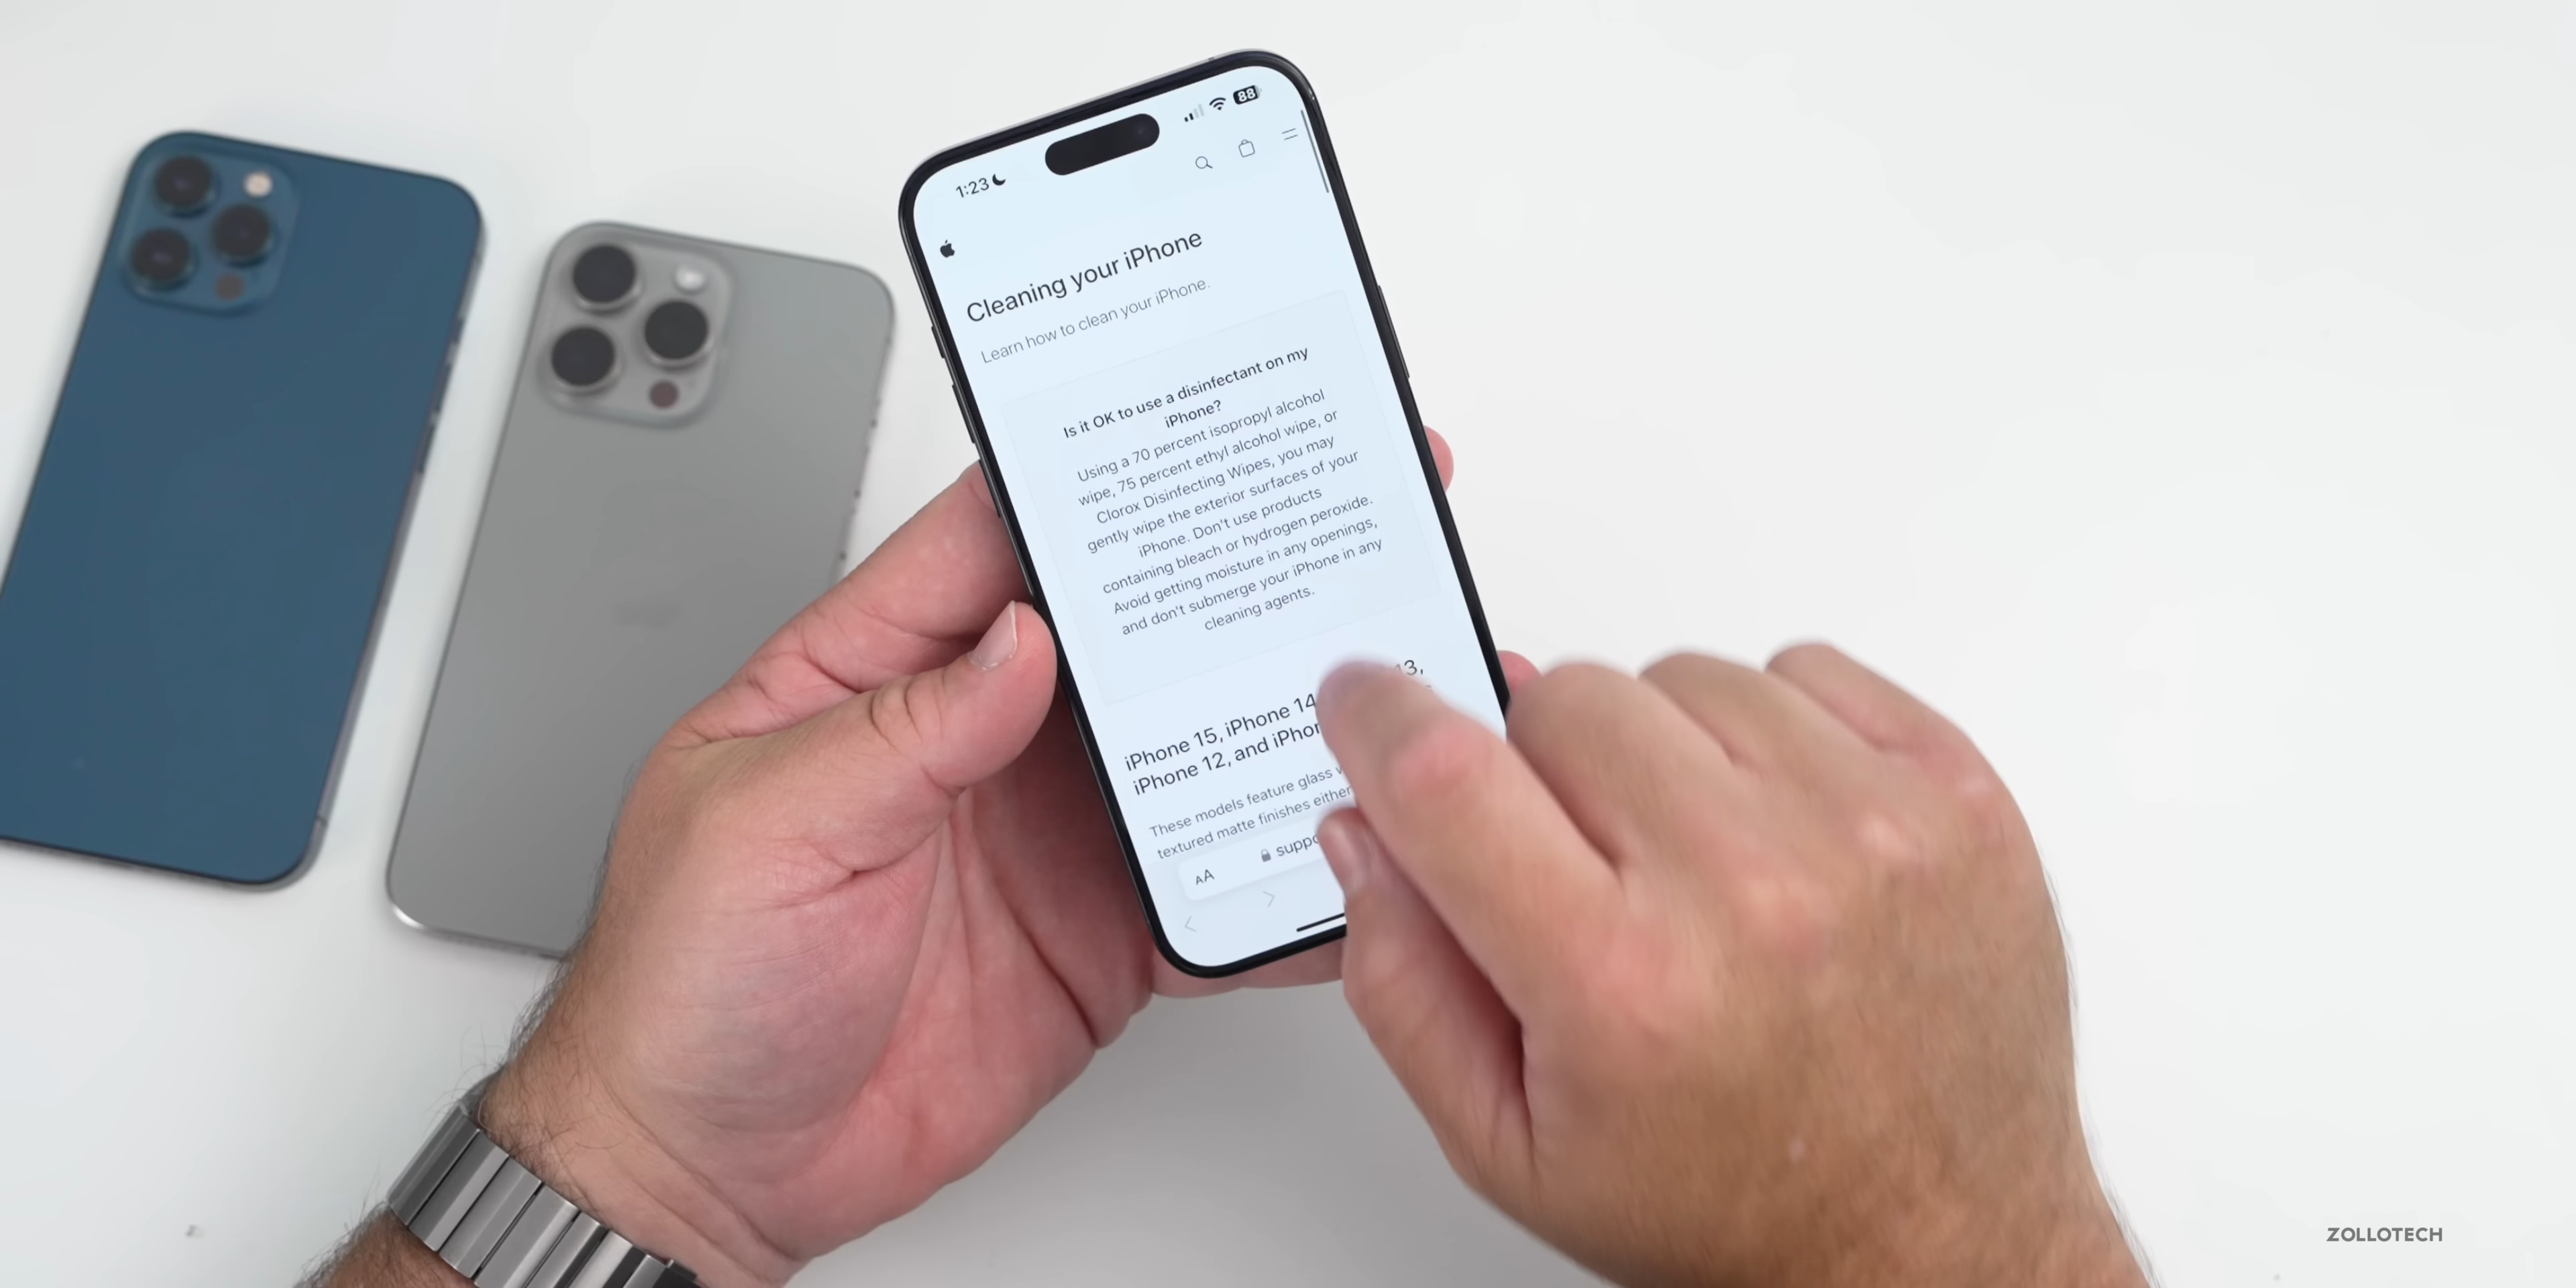 1:23
88
Cleaning your iPhone
Learn how to clean your iPhone.
Is it OK to use a disinfectant on my
iPhone?
Using a 70 percent isopropyl alcohol
wipe, 75 percent ethyl alcohol wipe, or
Clorox Disinfecting Wipes, you may
gently wipe the exterior surfaces of your
iPhone. Don't use products
containing bleach or hydrogen peroxide.
Avoid getting moisture in any openings,
and don't submerge your iPhone in any
cleaning agents.
iPhone 15, iPhone 14 13,
iPhone 12, and
These models feature glass
textured matte finishes either
AA
ZOLLOTECH